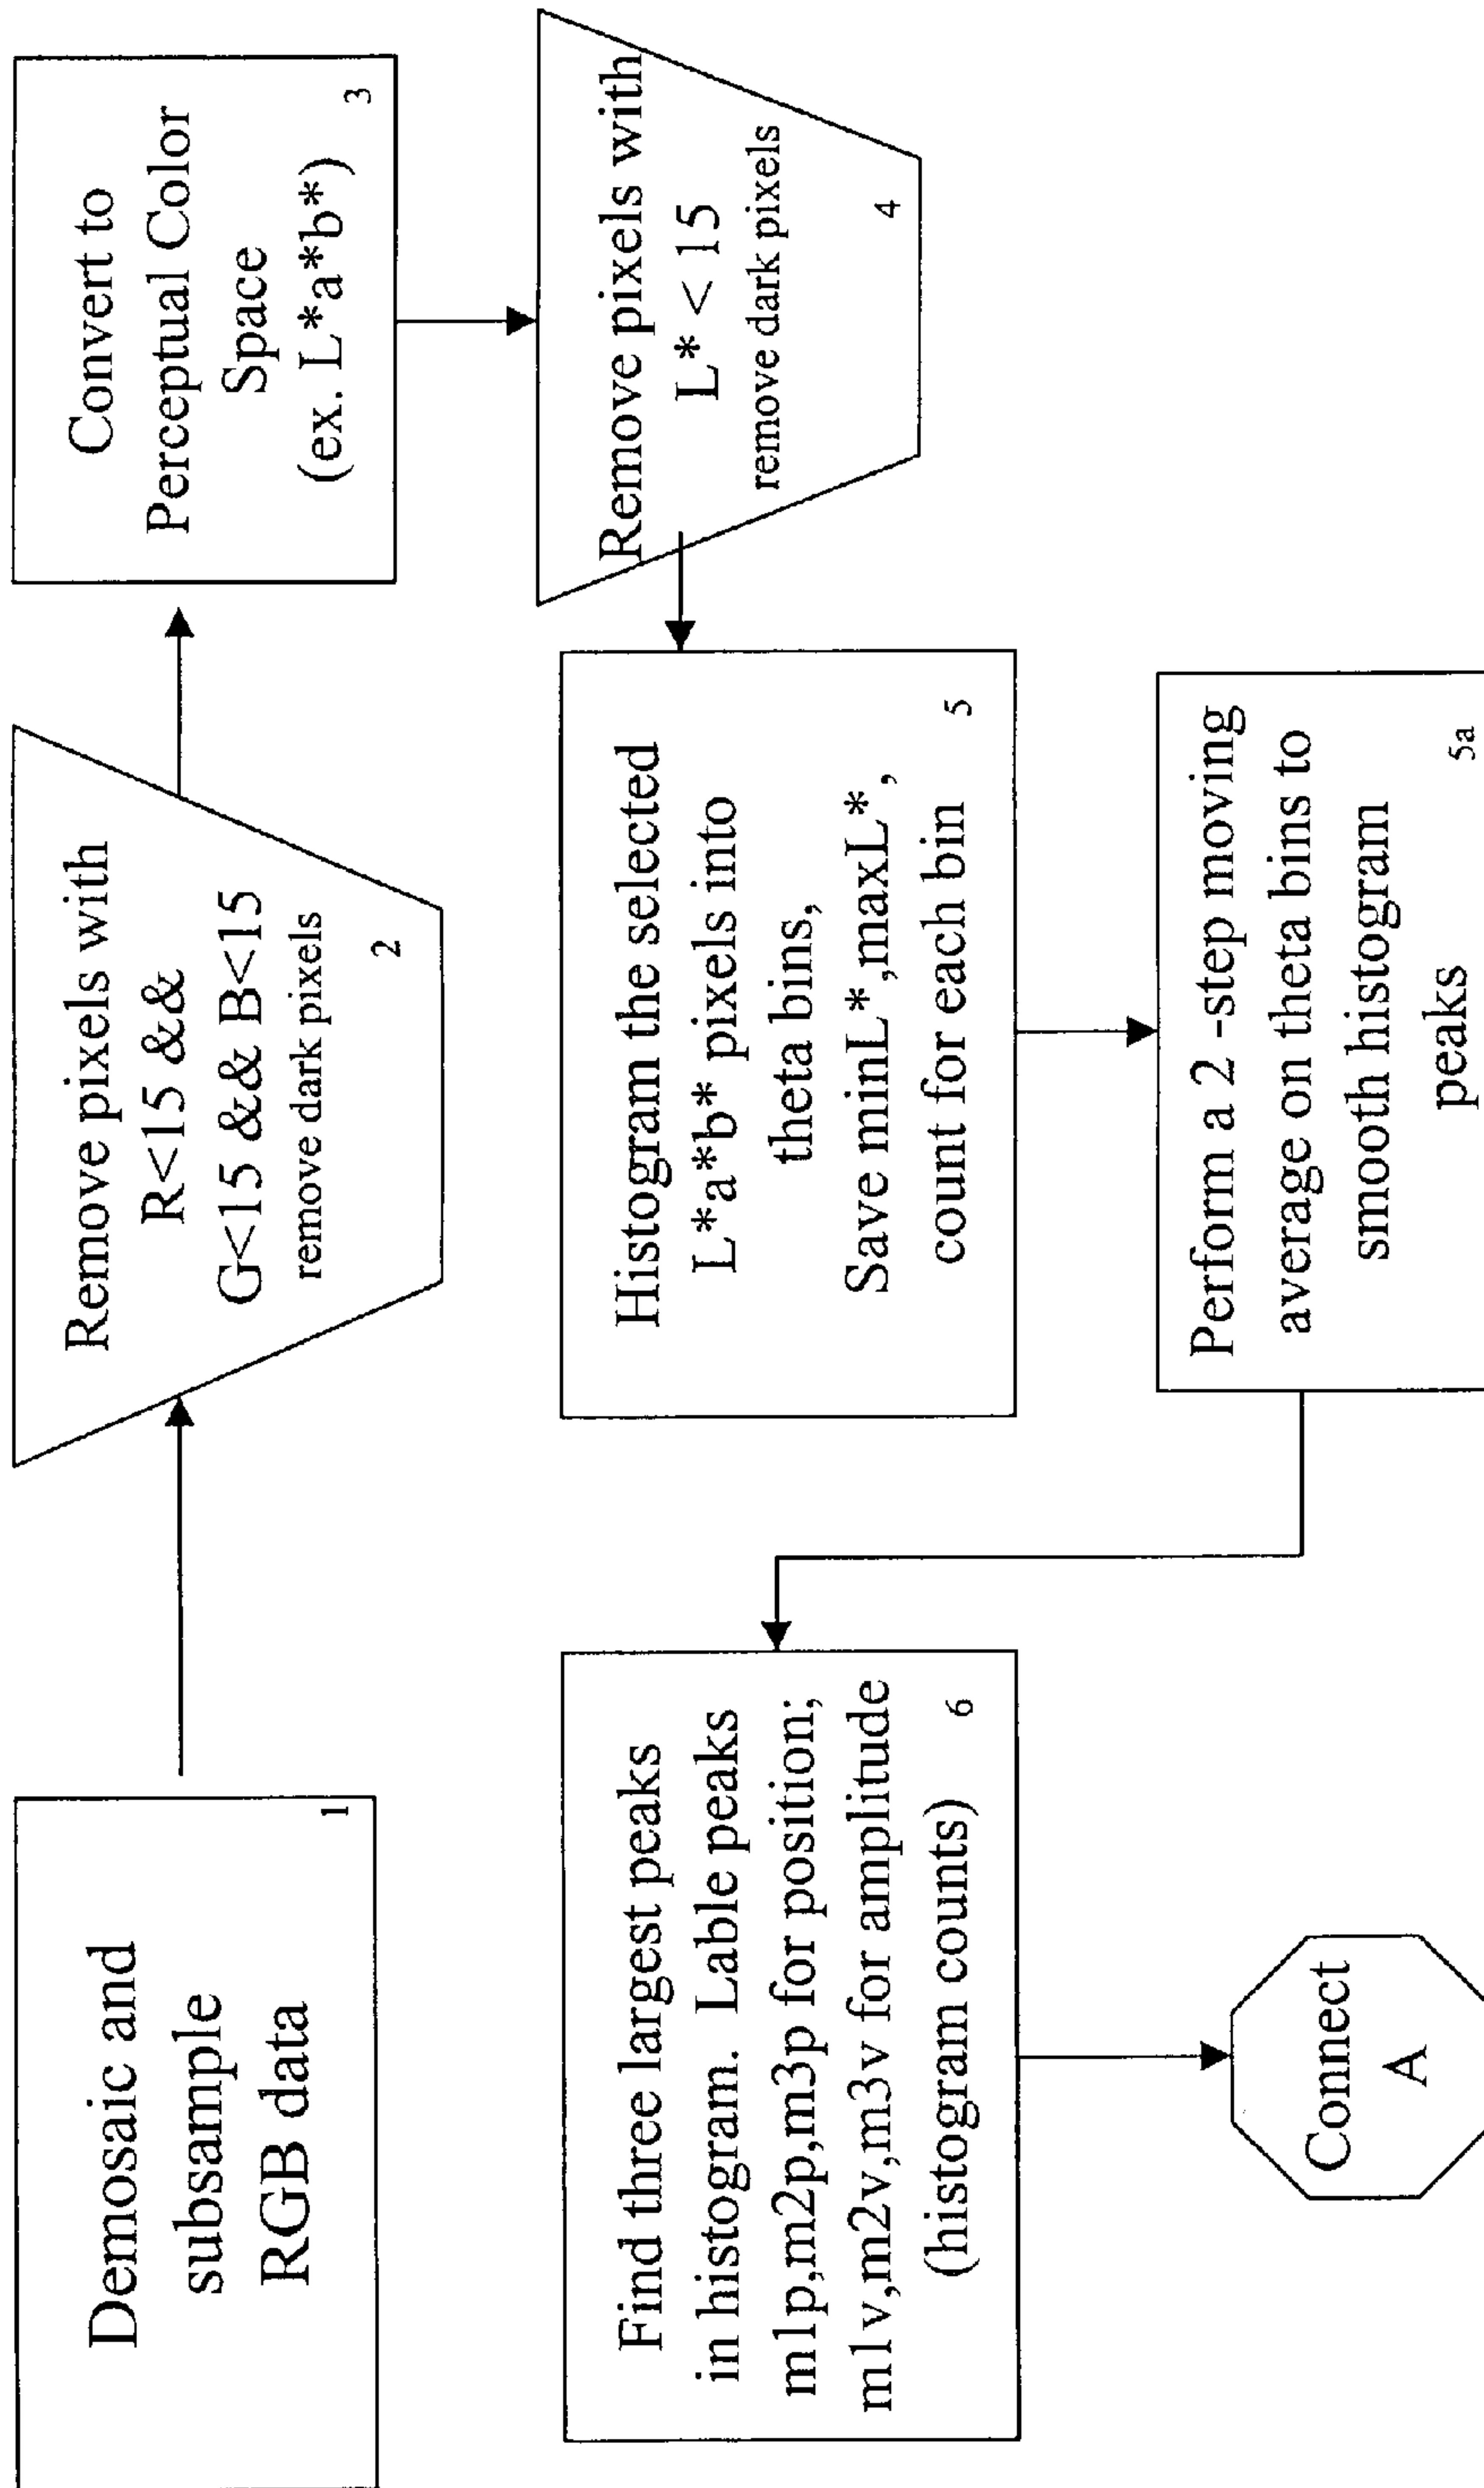 Demosaic and
subsample
RGB data
1
Remove pixels with
R<15 &&
G<15 && B<15
remove dark pixels
2
Convert to
Perceptual Color
Space
(ex. L*a*b*)
3
Remove pixels with
L* < 15
remove dark pixels
4
Histogram the selected
L*a*b* pixels into
theta bins,
Save minL*,maxL*,
count for each bin
5
Perform a 2 -step moving
average on theta bins to
smooth histogram
peaks
5a
Find three largest peaks
in histogram. Lable peaks
m1p,m2p,m3p for position;
m1v,m2v,m3v for amplitude
(histogram counts)
6
Connect
A